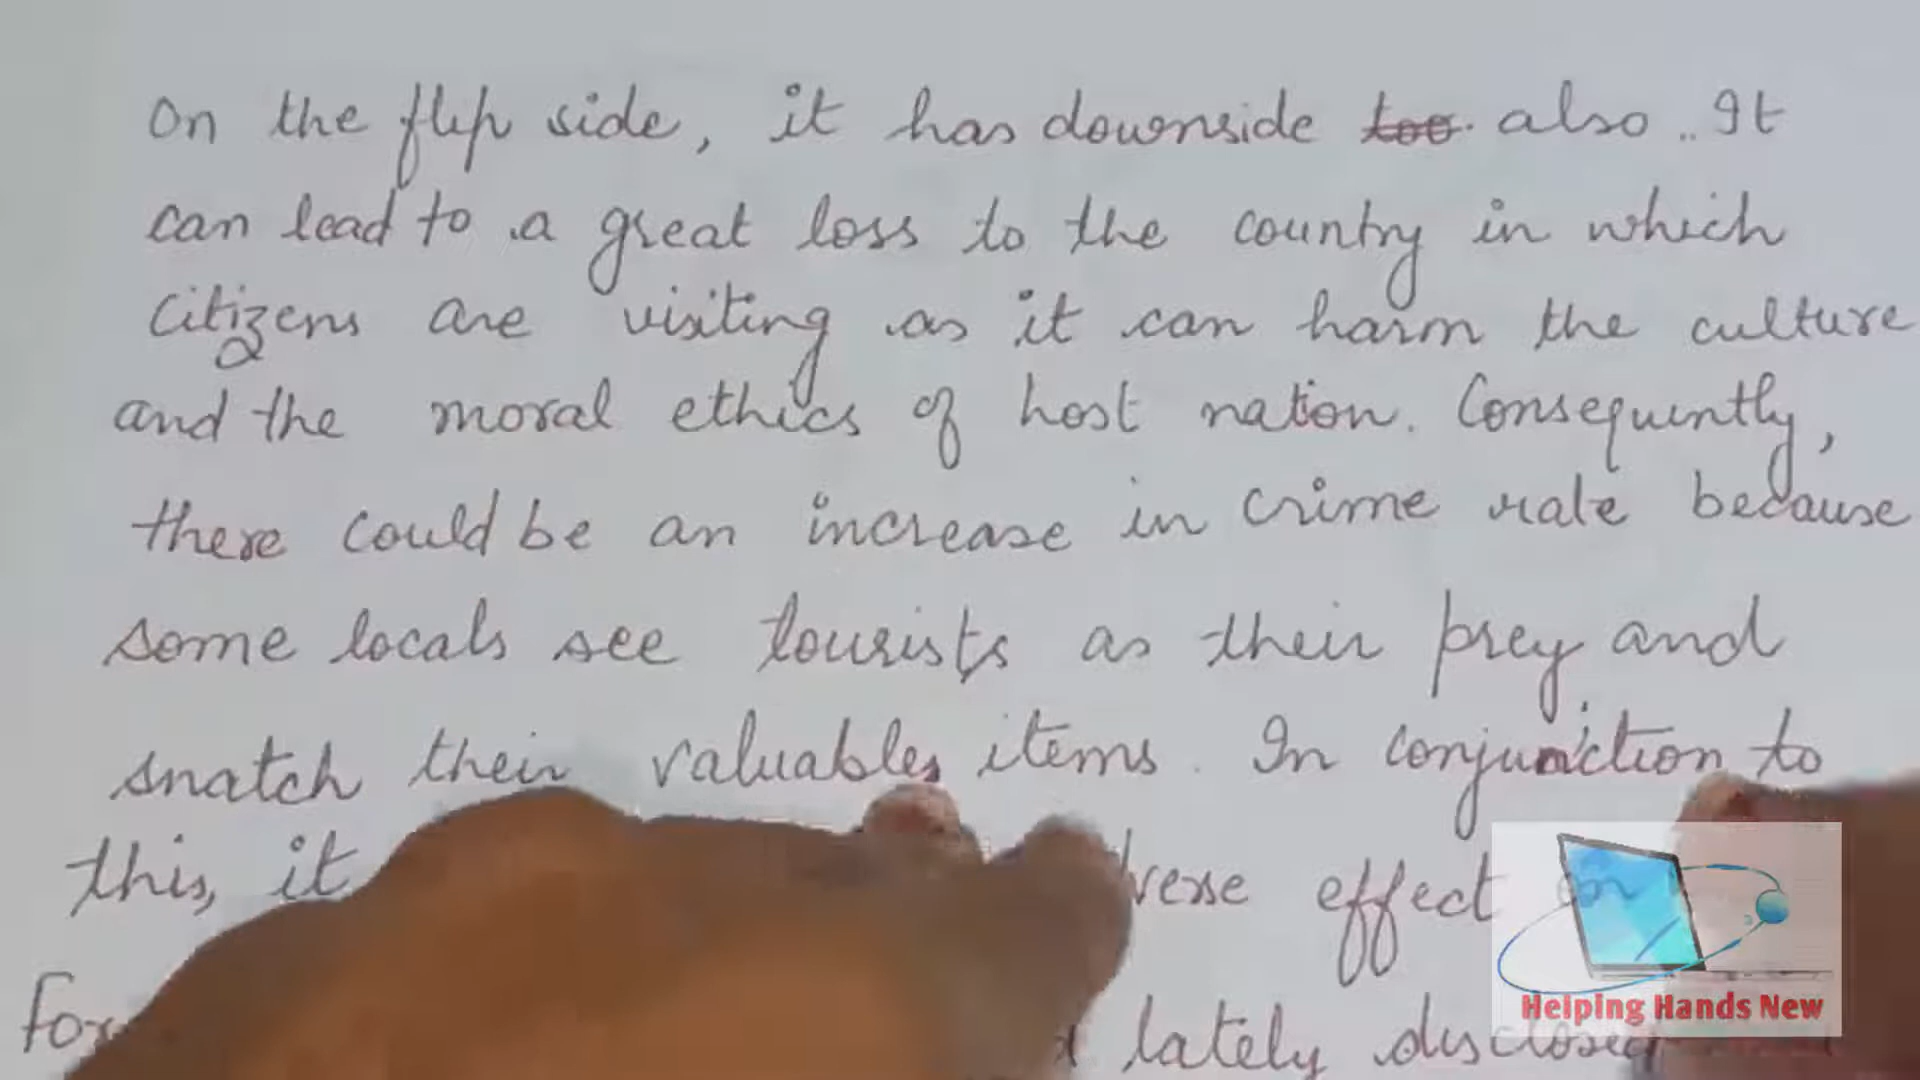 On the flip side, it has downside too. also.. It
can lead to a great loss to the country in which
citizens are visiting as it can harm the culture
and the moral ethics of host nation. Consequently,
there could be an increase in crime rate because
some locals see tourists as their prey and
snatch their valuables items. In conjunction to
this, it effect on
lately disclosed
Helping Hands New